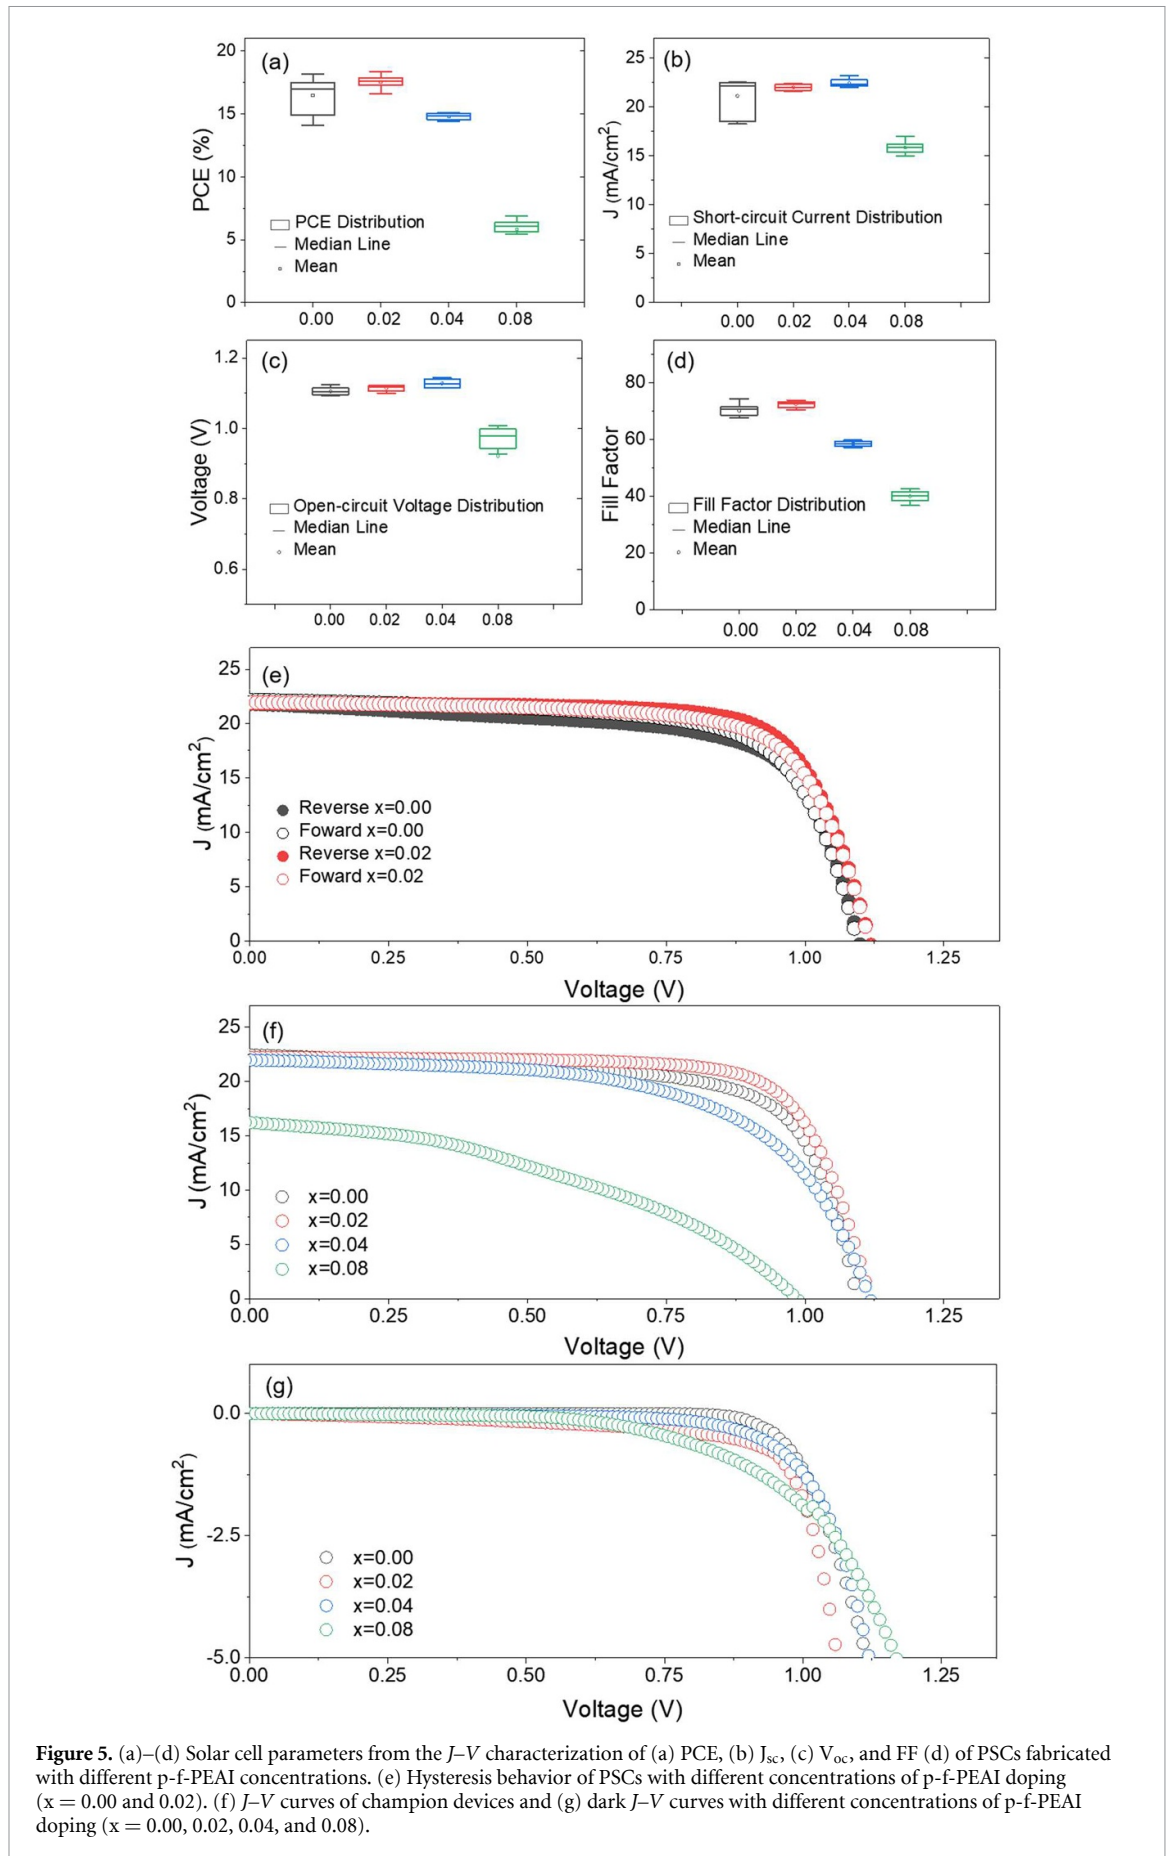 (a)
20
15
10
5
0
PCE (%)
PCE Distribution
Median Line
Mean
0.00 0.02 0.04 0.08
(b)
25
20
15
10
5
0
J (mA/cm²)
Short-circuit Current Distribution
Median Line
Mean
0.00 0.02 0.04 0.08
(c)
1.2
1.0
0.8
0.6
Voltage (V)
Open-circuit Voltage Distribution
Median Line
Mean
0.00 0.02 0.04 0.08
(d)
80
60
40
20
0
Fill Factor
Fill Factor Distribution
Median Line
Mean
0.00 0.02 0.04 0.08
(e)
25
20
15
10
5
0
J (mA/cm²)
Reverse x=0.00
Foward x=0.00
Reverse x=0.02
Foward x=0.02
0.00 0.25 0.50 0.75 1.00 1.25
Voltage (V)
(f)
25
20
15
10
5
0
J (mA/cm²)
x=0.00
x=0.02
x=0.04
x=0.08
0.00 0.25 0.50 0.75 1.00 1.25
Voltage (V)
(g)
0.0
-2.5
-5.0
J (mA/cm²)
x=0.00
x=0.02
x=0.04
x=0.08
0.00 0.25 0.50 0.75 1.00 1.25
Voltage (V)
Figure 5. (a)–(d) Solar cell parameters from the J–V characterization of (a) PCE, (b) Jsc, (c) Voc, and FF (d) of PSCs fabricated
with different p-f-PEAI concentrations. (e) Hysteresis behavior of PSCs with different concentrations of p-f-PEAI doping
(x = 0.00 and 0.02). (f) J–V curves of champion devices and (g) dark J–V curves with different concentrations of p-f-PEAI
doping (x = 0.00, 0.02, 0.04, and 0.08).